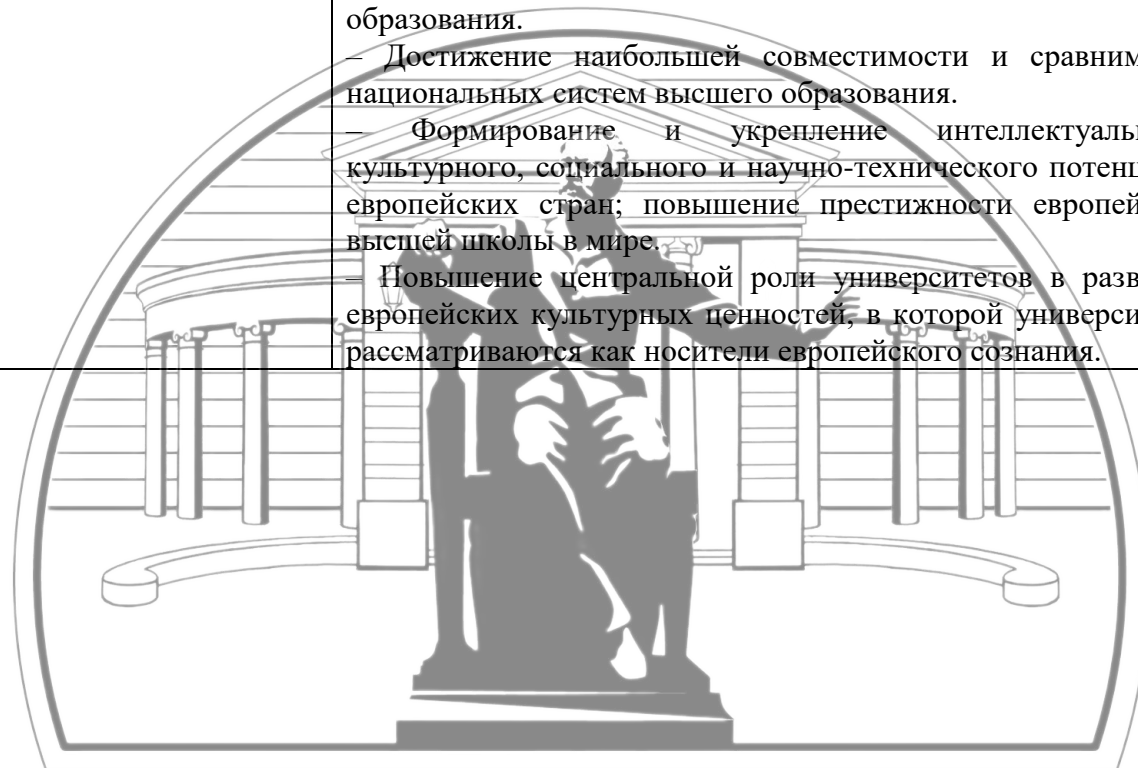 образования.
– Достижение наибольшей совместимости и сравним
национальных систем высшего образования.
– Формирование и укрепление интеллектуаль
культурного, социального и научно-технического потенц
европейских стран; повышение престижности европей
высшей школы в мире.
– Повышение центральной роли университетов в разв
европейских культурных ценностей, в которой универси
рассматриваются как носители европейского сознания.